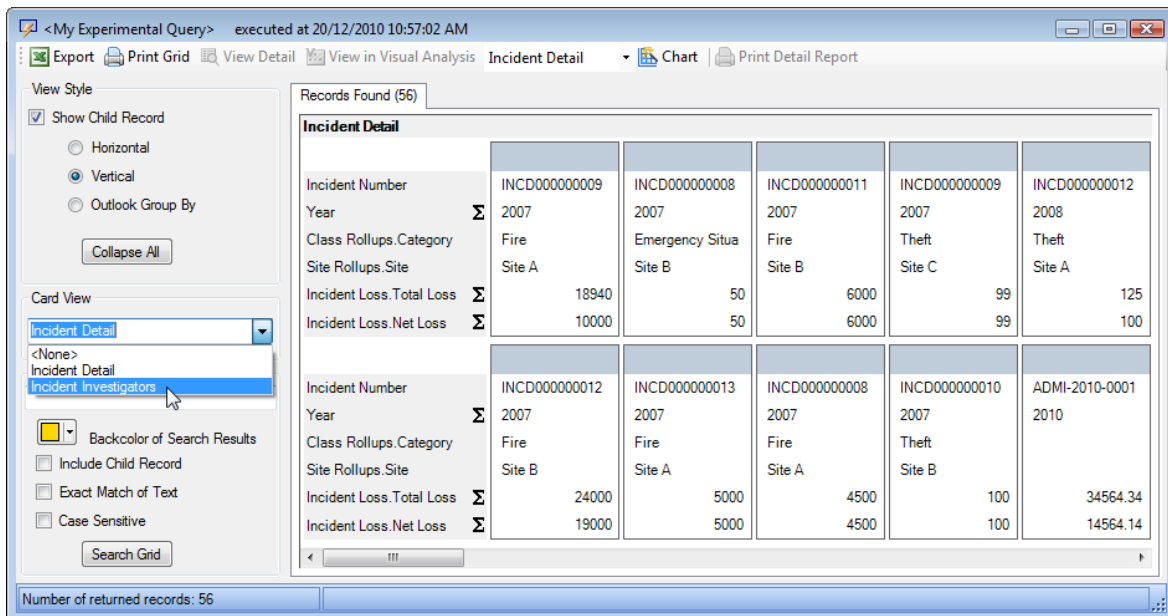 <My Experimental Query> executed at 20/12/2010 10:57:02 AM
Export Print Grid View Detail View in Visual Analysis Incident Detail Chart Print Detail Report
View Style
Show Child Record
Horizontal
Vertical
Outlook Group By
Collapse All
Card View
Incident Detail
<None>
Incident Detail
Incident Investigators
Backcolor of Search Results
Include Child Record
Exact Match of Text
Case Sensitive
Search Grid
Records Found (56)
Incident Detail
Incident Number INCD000000009 INCD000000008 INCD000000011 INCD000000009 INCD000000012
Year Σ 2007 2007 2007 2007 2008
Class Rollups.Category Fire Emergency Situa Fire Theft Theft
Site Rollups.Site Site A Site B Site B Site C Site A
Incident Loss.Total Loss Σ 18940 50 6000 99 125
Incident Loss.Net Loss Σ 10000 50 6000 99 100
Incident Number INCD000000012 INCD000000013 INCD000000008 INCD000000010 ADMI-2010-0001
Year Σ 2007 2007 2007 2007 2010
Class Rollups.Category Fire Fire Fire Theft
Site Rollups.Site Site B Site A Site A Site B
Incident Loss.Total Loss Σ 24000 5000 4500 100 34564.34
Incident Loss.Net Loss Σ 19000 5000 4500 100 14564.14
Number of returned records: 56